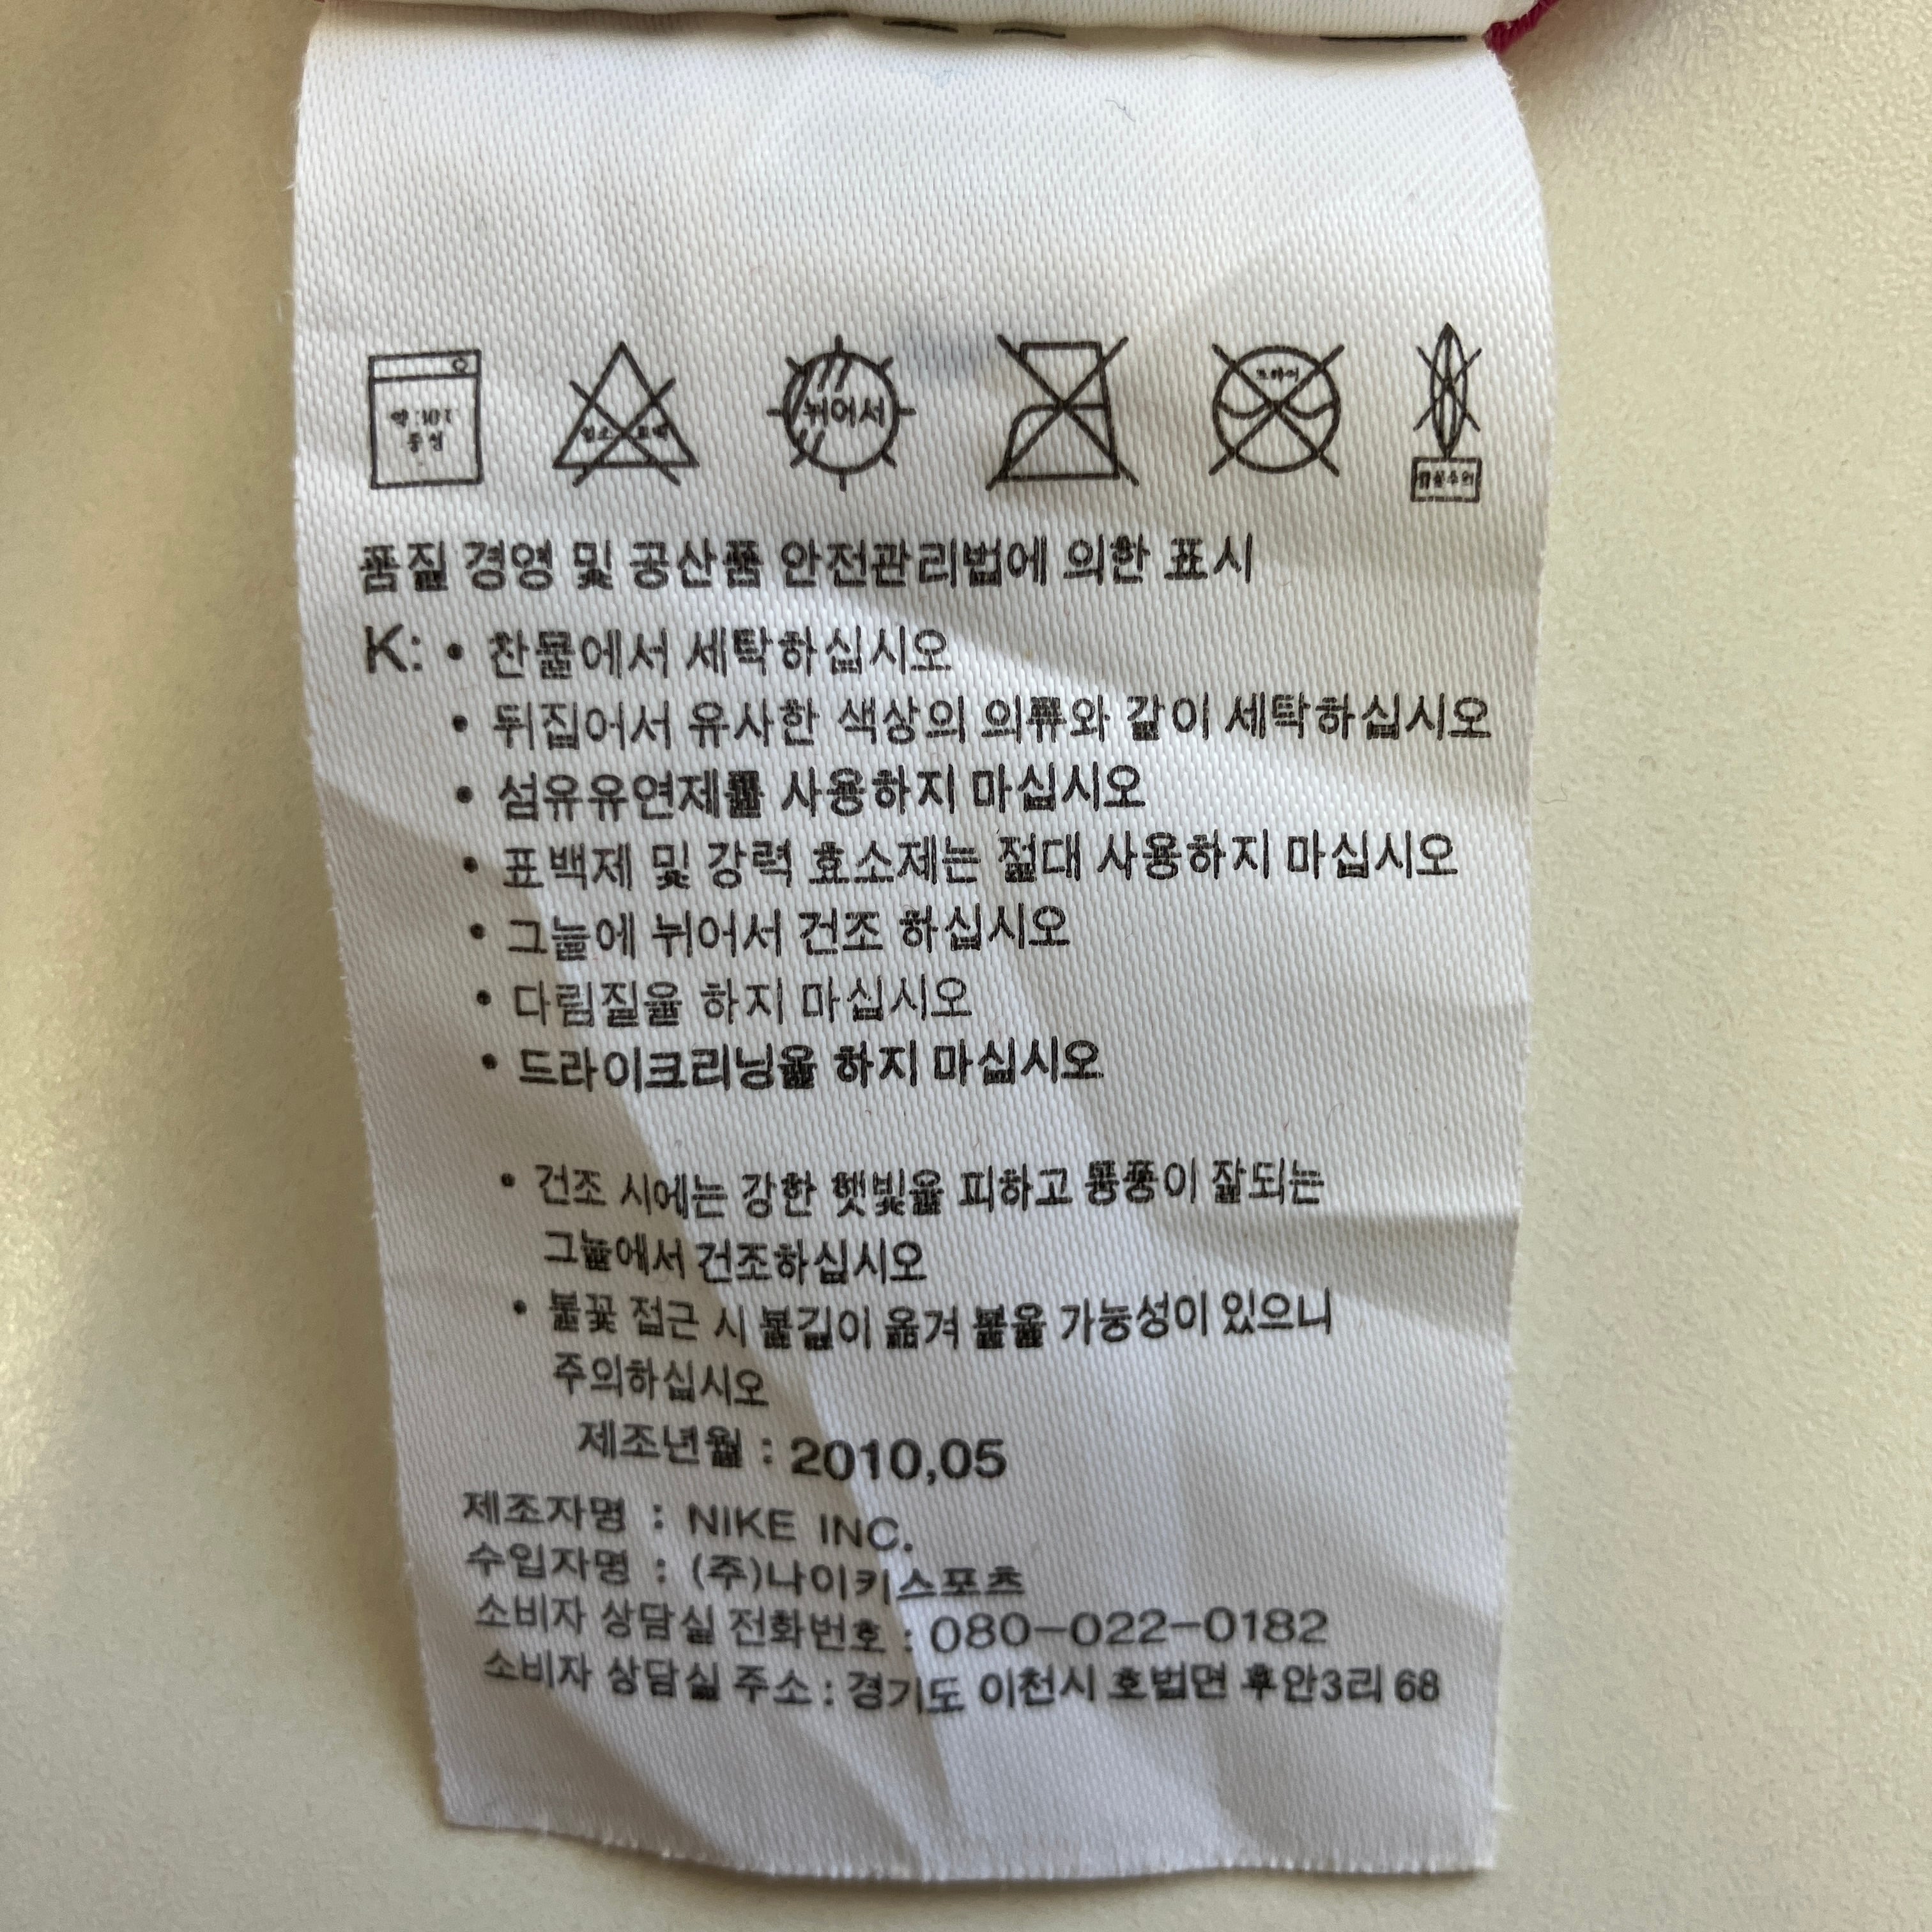 약 30℃
중성
뉘어서
드라이
품질 경영 및 공산품 안전관리법에 의한 표시
K: • 찬물에서 세탁하십시오
• 뒤집어서 유사한 색상의 의류와 같이 세탁하십시오
• 섬유유연제를 사용하지 마십시오
• 표백제 및 강력 효소제는 절대 사용하지 마십시오
• 그늘에 뉘어서 건조 하십시오
• 다림질을 하지 마십시오
• 드라이크리닝을 하지 마십시오
• 건조 시에는 강한 햇빛을 피하고 통풍이 잘되는
그늘에서 건조하십시오
• 불꽃 접근 시 불길이 옮겨 붙을 가능성이 있으니
주의하십시오
제조년월 : 2010,05
제조자명 : NIKE INC.
수입자명 : (주)나이키스포츠
소비자 상담실 전화번호 : 080-022-0182
소비자 상담실 주소 : 경기도 이천시 호법면 후안3리 68